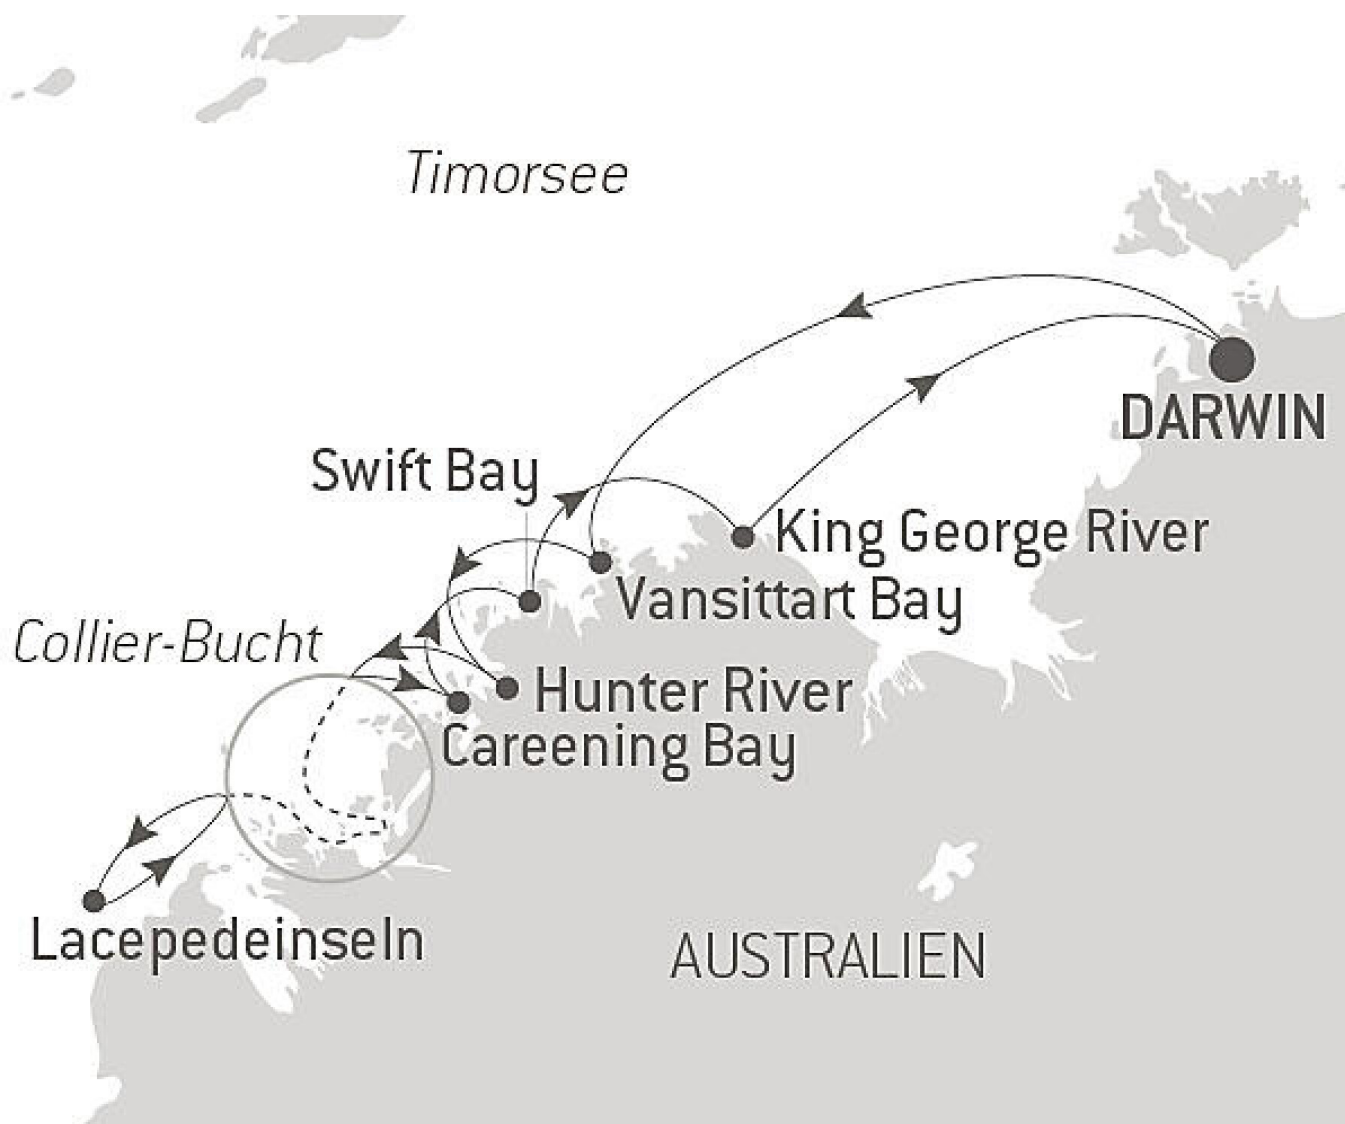 Timorsee
DARWIN
Swift Bay
King George River
Vansittart Bay
Collier-Bucht
Hunter River
Careening Bay
Lacepedeinseln
AUSTRALIEN